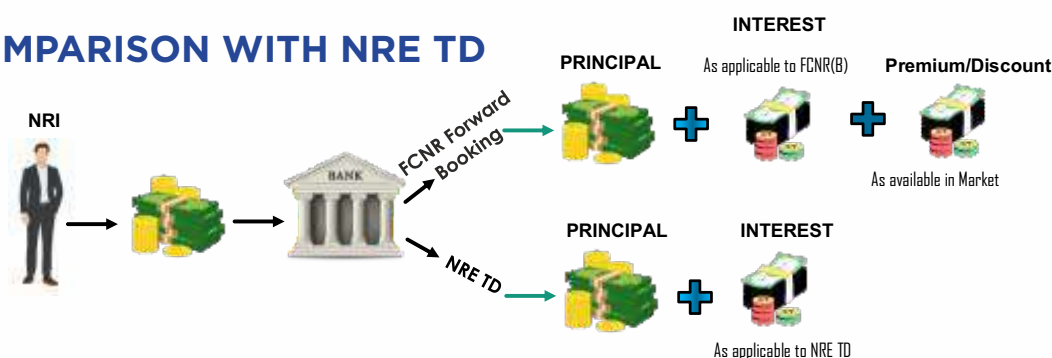 MPARISON WITH NRE TD
NRI
BANK
FCNR Forward
Booking
PRINCIPAL
INTEREST
As applicable to FCNR(B)
Premium/Discount
As available in Market
NRE TD
PRINCIPAL
INTEREST
As applicable to NRE TD